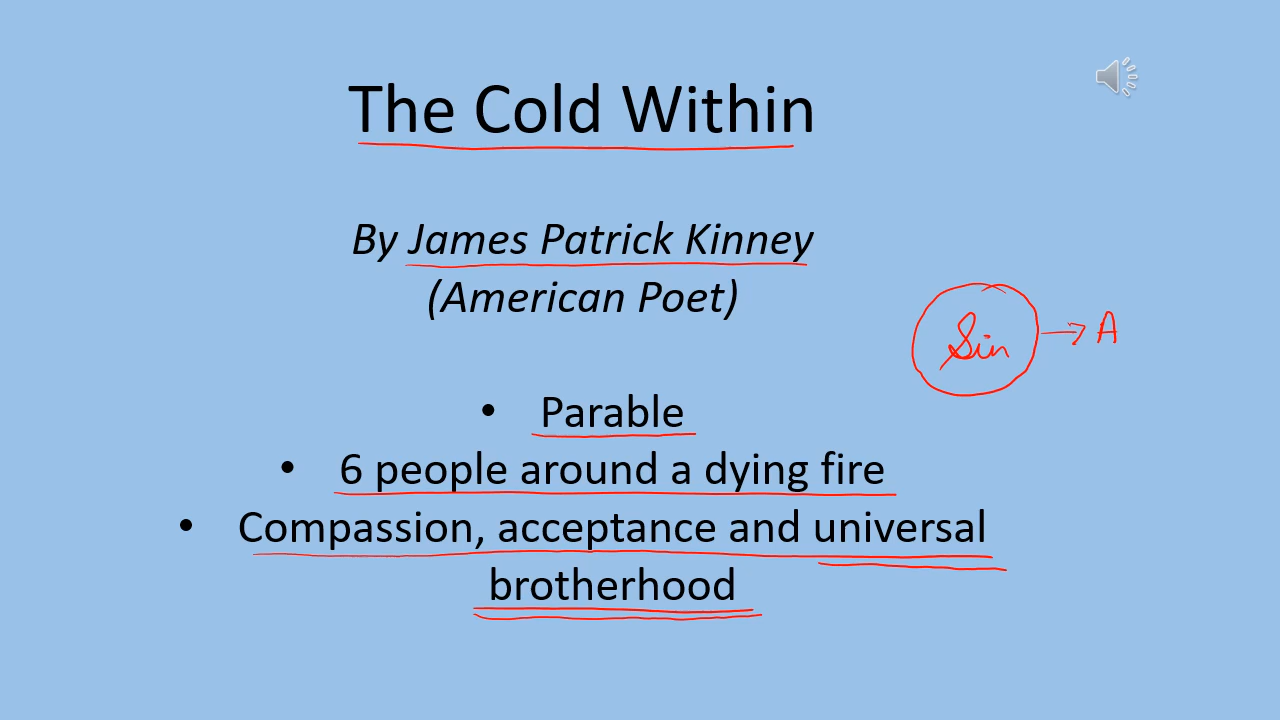 The Cold Within
By James Patrick Kinney
(American Poet)
Sin → A
• Parable
• 6 people around a dying fire
• Compassion, acceptance and universal
brotherhood